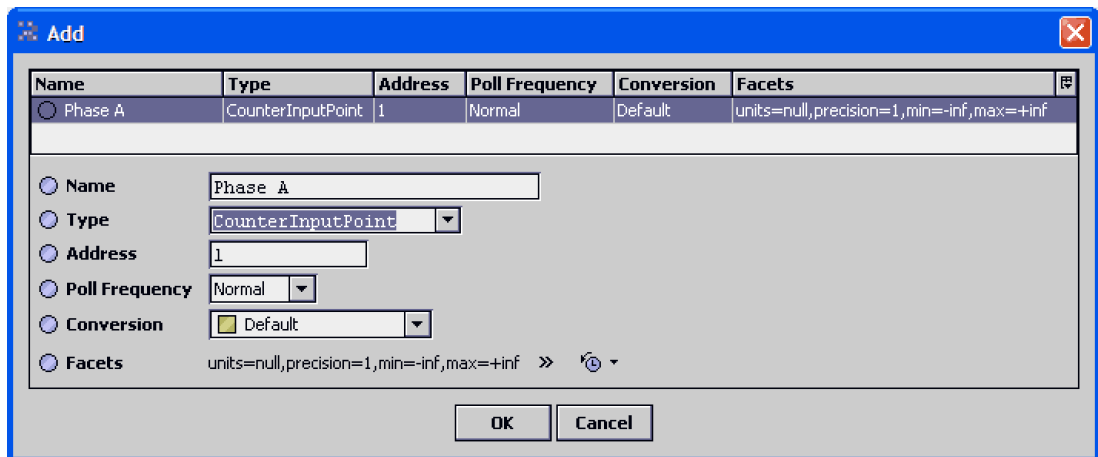 Add
Name Type Address Poll Frequency Conversion Facets
Phase A CounterInputPoint 1 Normal Default units=null,precision=1,min=-inf,max=+inf
Name Phase A
Type CounterInputPoint
Address 1
Poll Frequency Normal
Conversion Default
Facets units=null,precision=1,min=-inf,max=+inf »
OK Cancel